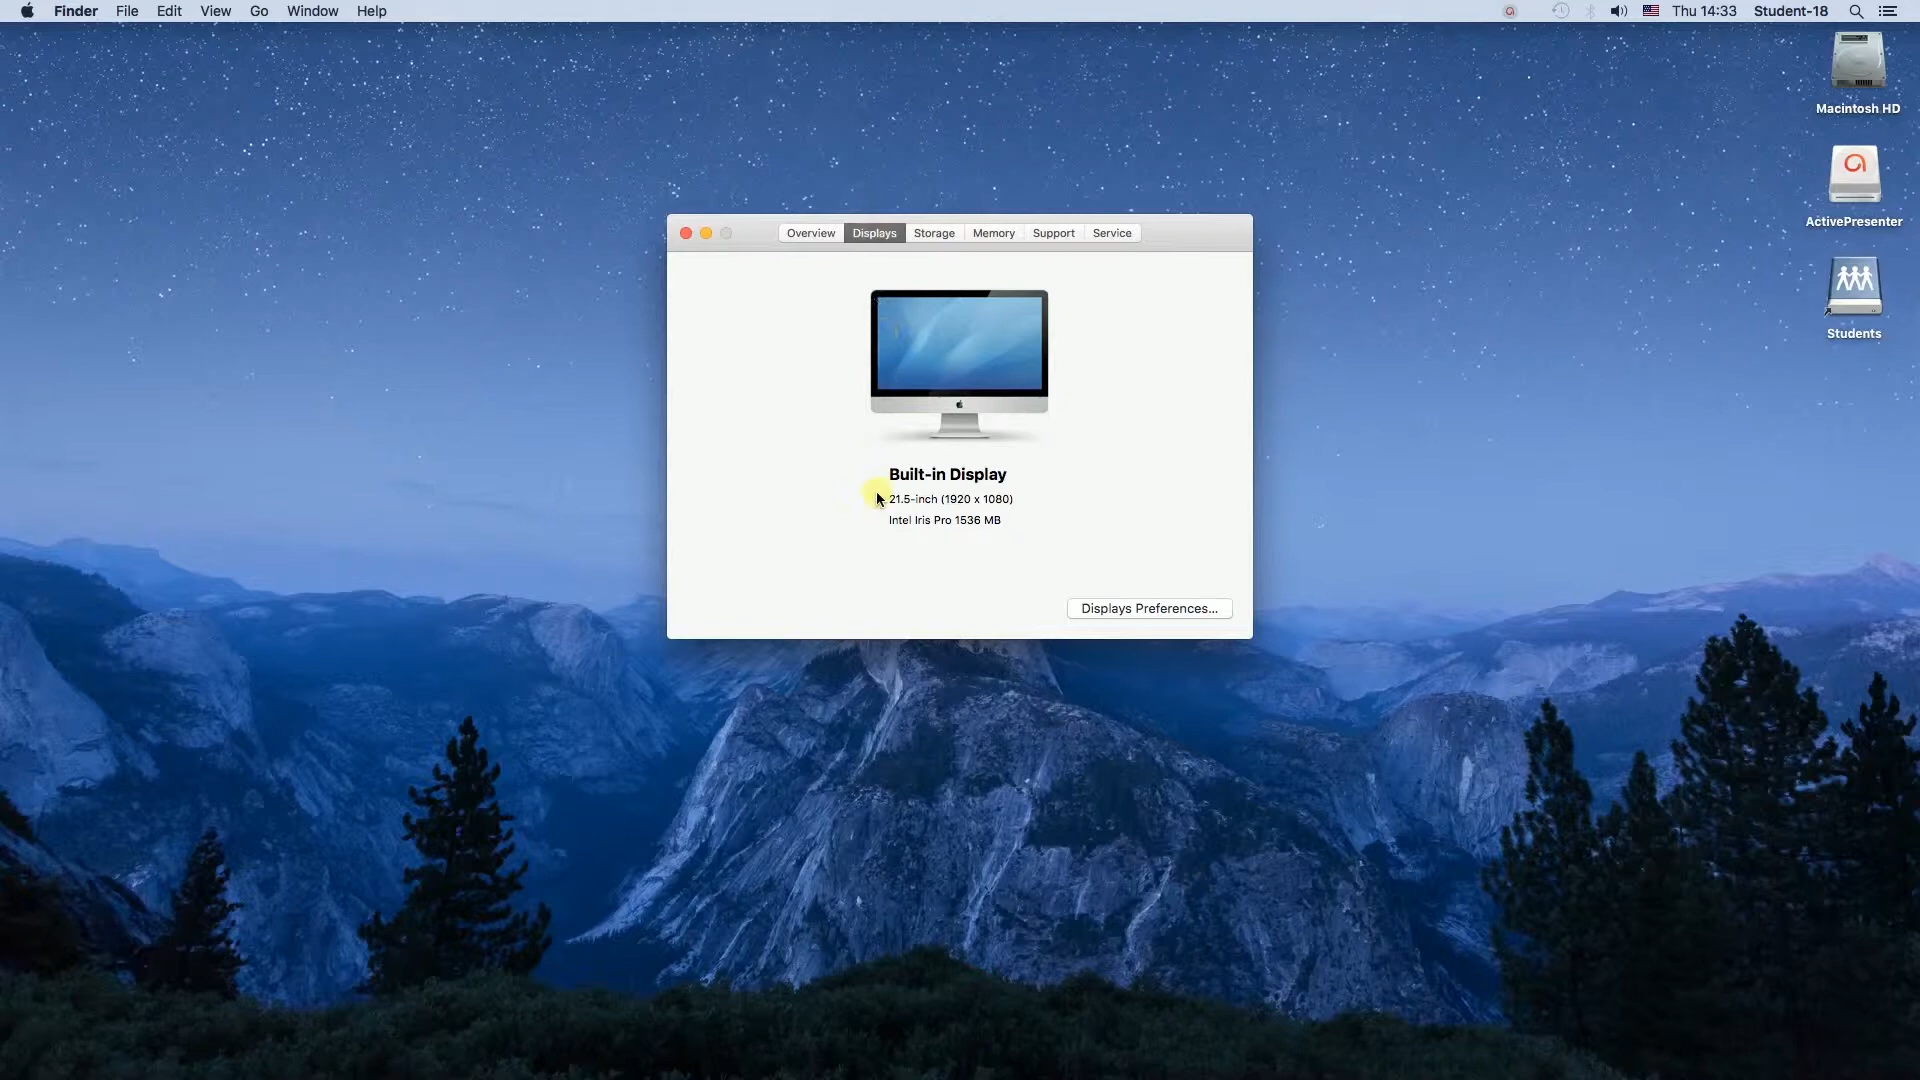 Finder File Edit View Go Window Help Thu 14:33 Student-18
Macintosh HD
ActivePresenter
Students
Overview Displays Storage Memory Support Service
Built-in Display
21.5-inch (1920 x 1080)
Intel Iris Pro 1536 MB
Displays Preferences...